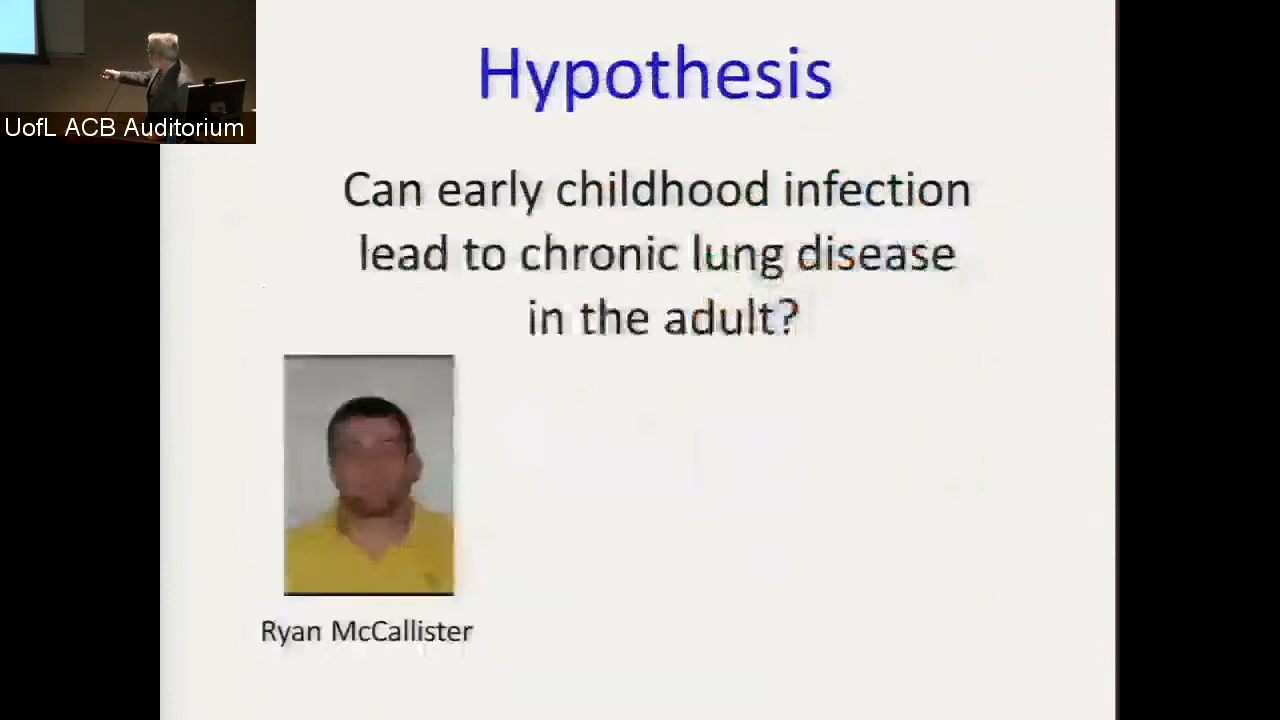 Hypothesis
UofL ACB Auditorium
Can early childhood infection
lead to chronic lung disease
in the adult?
Ryan McCallister